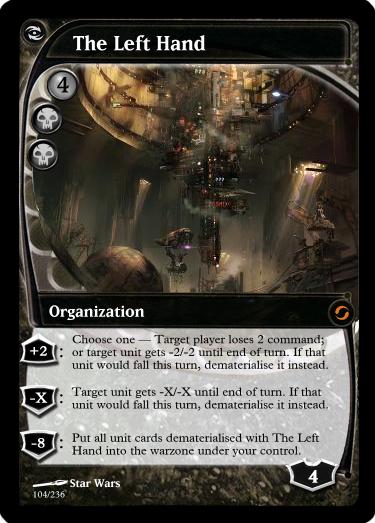 The Left Hand
4
Organization
+2: Choose one — Target player loses 2 command;
or target unit gets -2/-2 until end of turn. If that
unit would fall this turn, dematerialize it instead.
-X: Target unit gets -X/-X until end of turn. If that
unit would fall this turn, dematerialise it instead.
-8: Put all unit cards dematerialised with The Left
Hand into the warzone under your control.
4
Star Wars
104/236